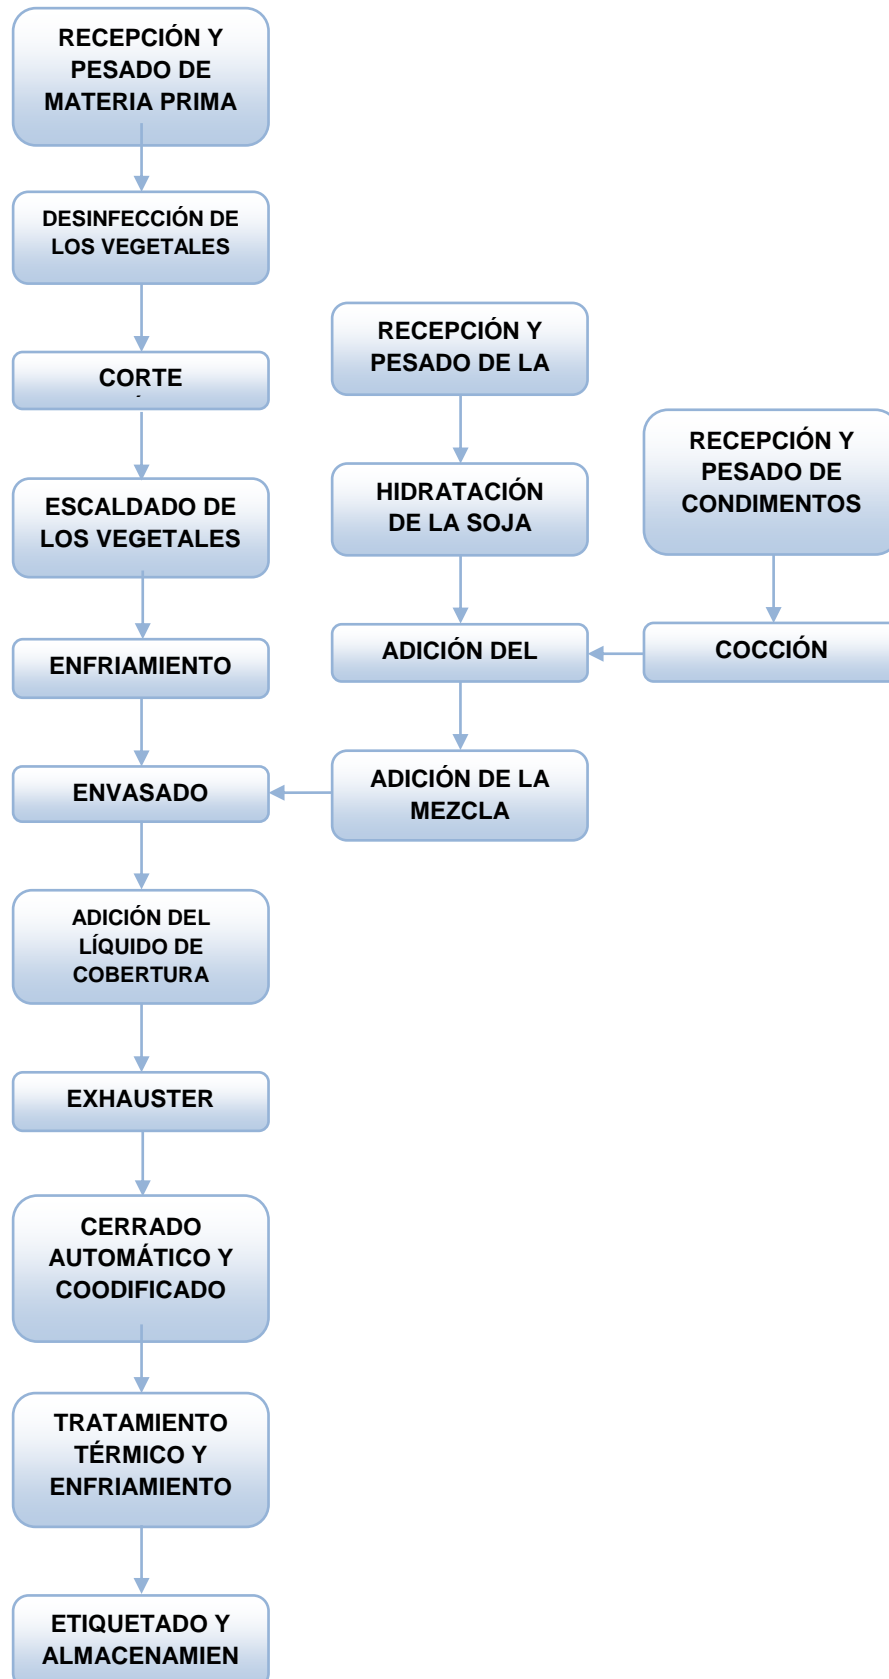 RECEPCIÓN Y
PESADO DE
MATERIA PRIMA
DESINFECCIÓN DE
LOS VEGETALES
CORTE
ESCALDADO DE
LOS VEGETALES
ENFRIAMIENTO
ENVASADO
ADICIÓN DEL
LÍQUIDO DE
COBERTURA
EXHAUSTER
CERRADO
AUTOMÁTICO Y
COODIFICADO
TRATAMIENTO
TÉRMICO Y
ENFRIAMIENTO
ETIQUETADO Y
ALMACENAMIEN
RECEPCIÓN Y
PESADO DE LA
HIDRATACIÓN
DE LA SOJA
ADICIÓN DEL
ADICIÓN DE LA
MEZCLA
RECEPCIÓN Y
PESADO DE
CONDIMENTOS
COCCIÓN